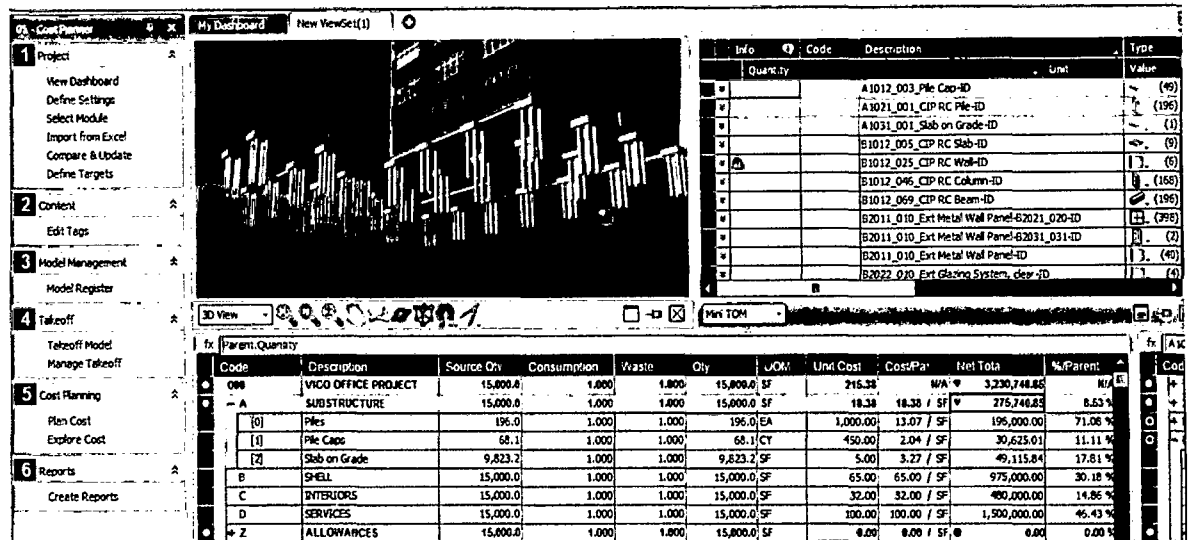 05 - Cost Planner
My Dashboard New ViewSet(1)
1 Project
View Dashboard
Define Settings
Select Module
Import from Excel
Compare & Update
Define Targets
2 Content
Edit Tags
3 Model Management
Model Register
4 Takeoff
Takeoff Model
Manage Takeoff
5 Cost Planning
Plan Cost
Explore Cost
6 Reports
Create Reports
Info Code Description Type
Quantity Unit Value
A1012_003_Pile Cap-ID (49)
A1021_001_CIP RC Pile-ID (196)
A1031_001_Slab on Grade-ID (1)
B1012_005_CIP RC Slab-ID (9)
B1012_025_CIP RC Wall-ID (6)
B1012_046_CIP RC Column-ID (168)
B1012_069_CIP RC Beam-ID (196)
B2011_010_Ext Metal Wall Panel-B2021_020-ID (398)
B2011_010_Ext Metal Wall Panel-B2031_031-ID (2)
B2011_010_Ext Metal Wall Panel-ID (40)
B2022_020_Ext Glazing System, clear-ID (4)
3D View Mini TOM
fx Parent.Quantity fx
Code Description Source Qty Consumption Waste Qty UOM Unit Cost Cost/Par Net Total %/Parent Cod
000 VICO OFFICE PROJECT 15,000.0 1.000 1.000 15,000.0 SF 215.38 N/A 3,230,748.85 N/A
- A SUBSTRUCTURE 15,000.0 1.000 1.000 15,000.0 SF 18.38 18.38 / SF 275,740.85 8.53 %
[0] Piles 196.0 1.000 1.000 196.0 EA 1,000.00 13.07 / SF 196,000.00 71.08 %
[1] Pile Caps 68.1 1.000 1.000 68.1 CY 450.00 2.04 / SF 30,625.01 11.11 %
[2] Slab on Grade 9,823.2 1.000 1.000 9,823.2 SF 5.00 3.27 / SF 49,115.84 17.81 %
B SHELL 15,000.0 1.000 1.000 15,000.0 SF 65.00 65.00 / SF 975,000.00 30.18 %
C INTERIORS 15,000.0 1.000 1.000 15,000.0 SF 32.00 32.00 / SF 480,000.00 14.86 %
D SERVICES 15,000.0 1.000 1.000 15,000.0 SF 100.00 100.00 / SF 1,500,000.00 46.43 %
+ Z ALLOWANCES 15,000.0 1.000 1.000 15,000.0 SF 0.00 0.00 / SF 0.00 0.00 %